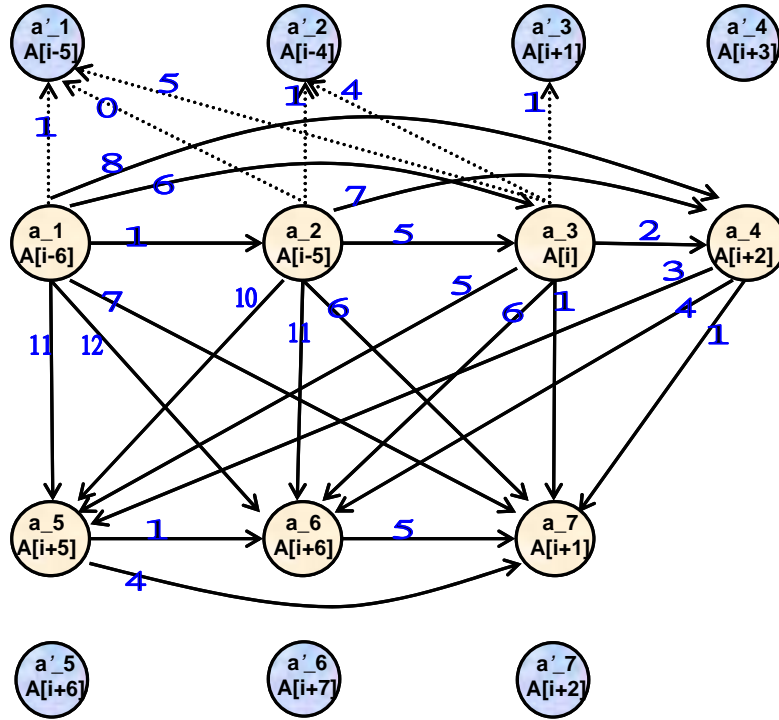 a'_1
A[i-5]
a'_2
A[i-4]
a'_3
A[i+1]
a'_4
A[i+3]
5
4
1
0
1
1
8
6
7
a_1
A[i-6]
1
a_2
A[i-5]
5
a_3
A[i]
2
a_4
A[i+2]
7
10
6
5
6
1
3
4
1
11
12
11
a_5
A[i+5]
1
a_6
A[i+6]
5
a_7
A[i+1]
4
a'_5
A[i+6]
a'_6
A[i+7]
a'_7
A[i+2]